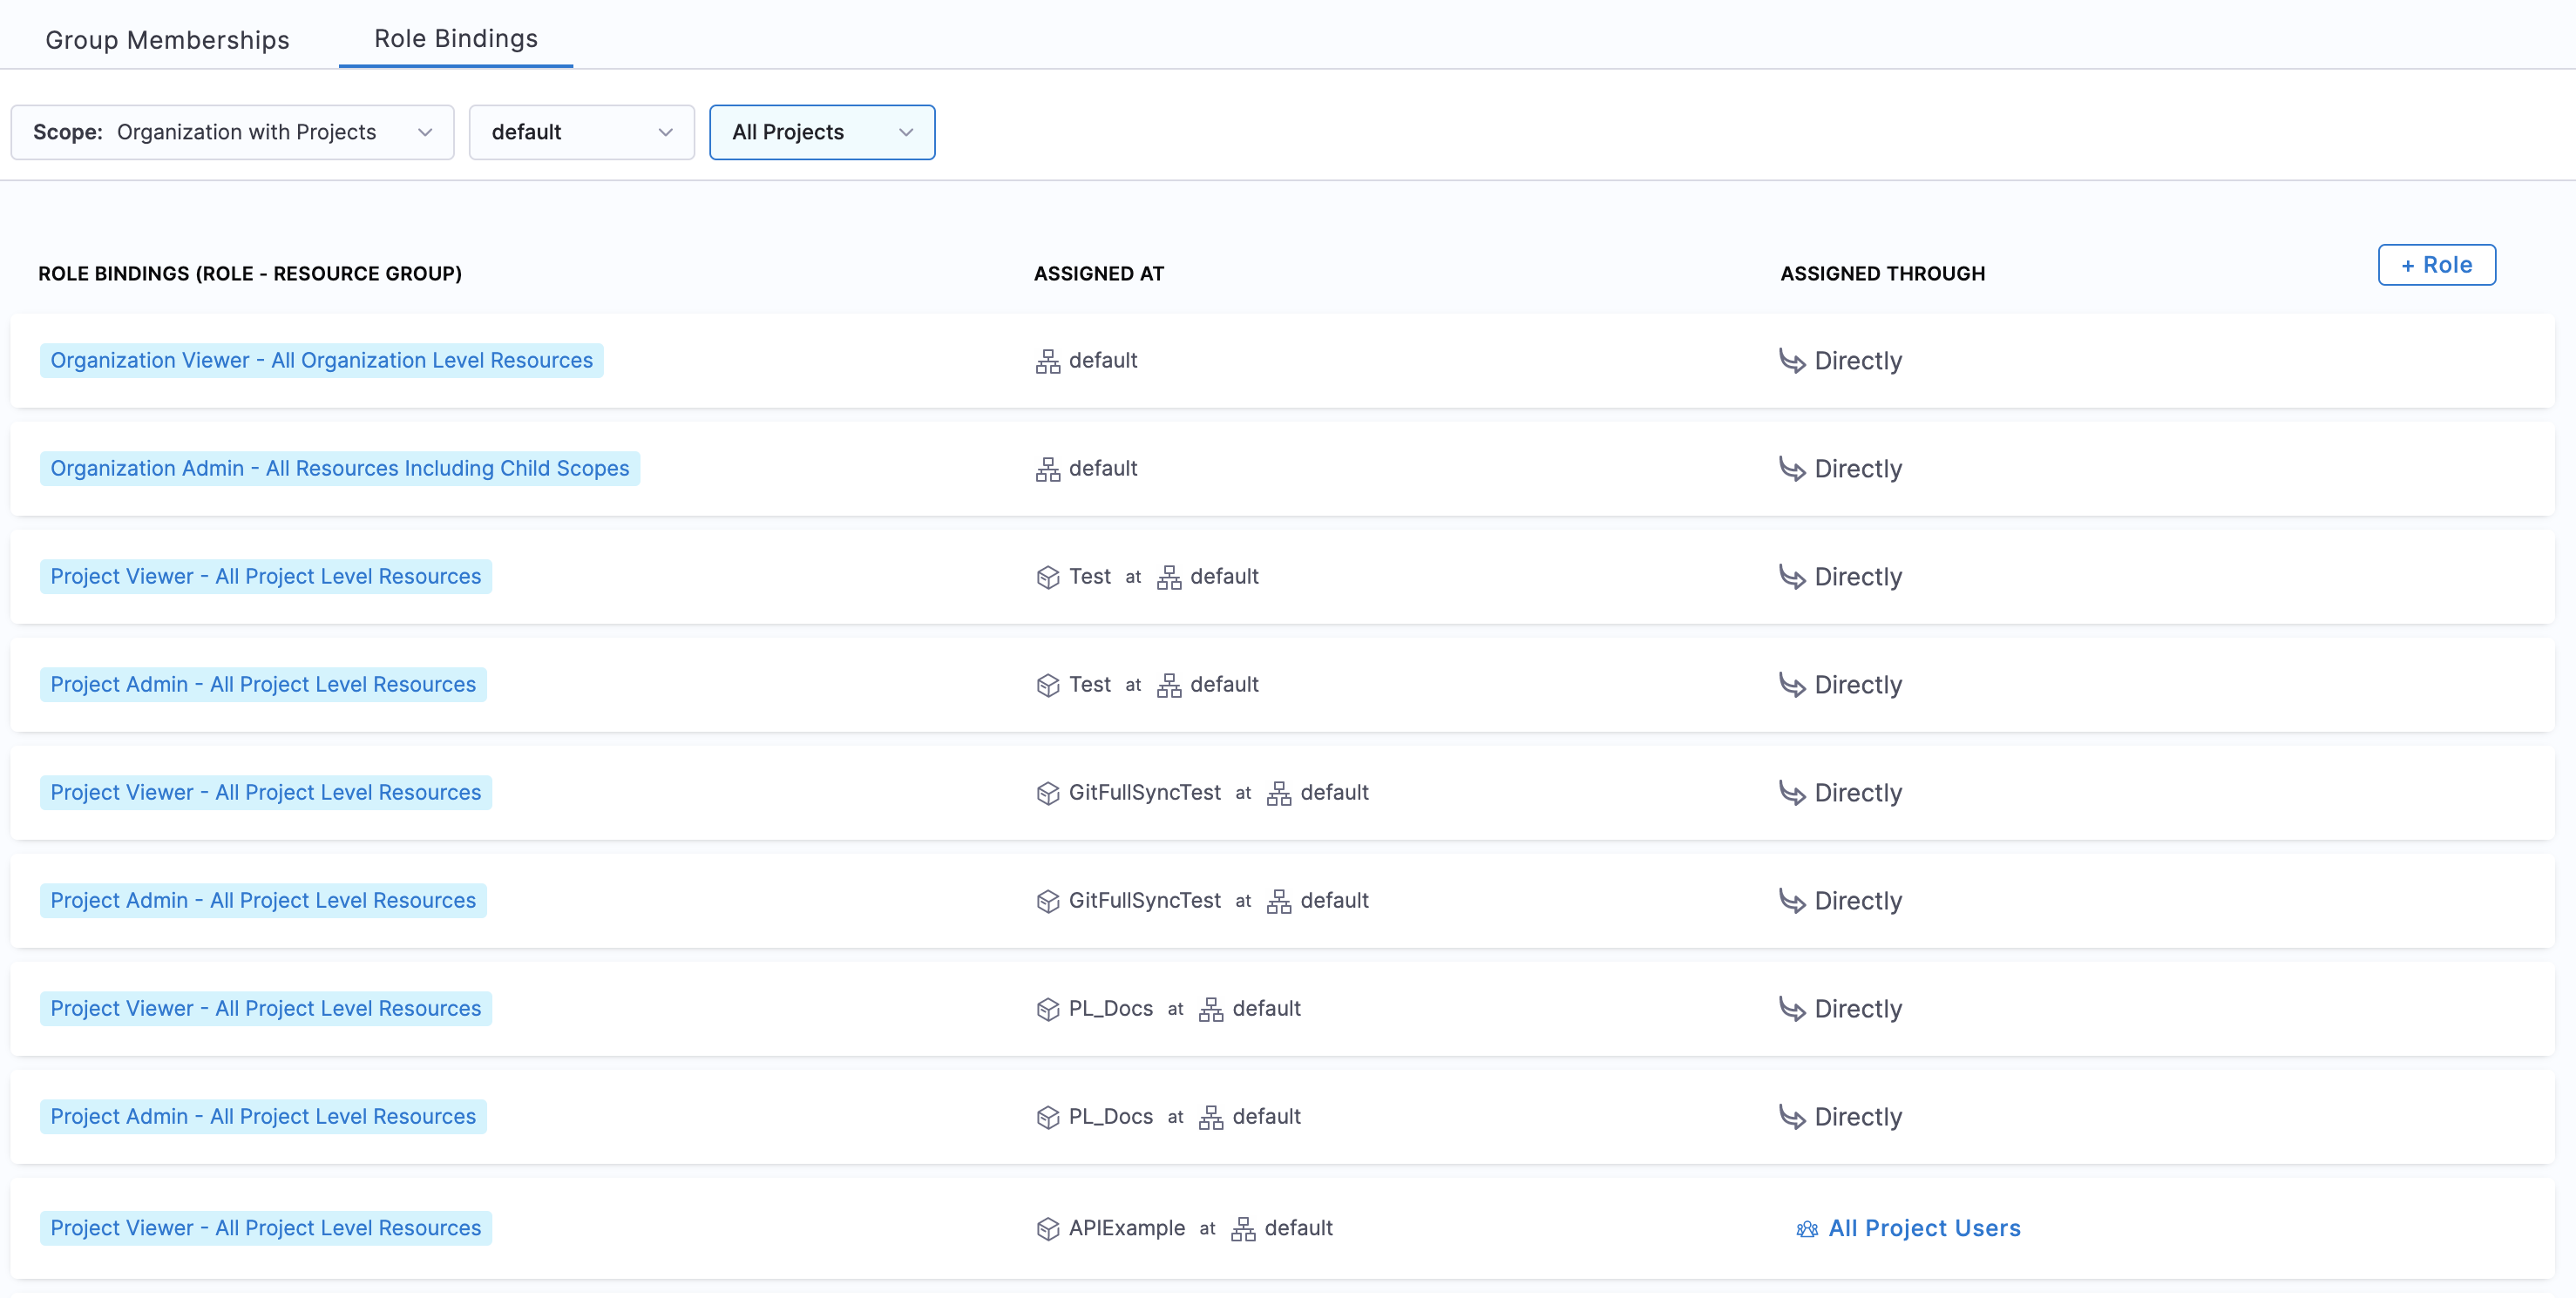 Group Memberships Role Bindings
Scope: Organization with Projects default All Projects
ROLE BINDINGS (ROLE - RESOURCE GROUP) ASSIGNED AT ASSIGNED THROUGH + Role
Organization Viewer - All Organization Level Resources default Directly
Organization Admin - All Resources Including Child Scopes default Directly
Project Viewer - All Project Level Resources Test at default Directly
Project Admin - All Project Level Resources Test at default Directly
Project Viewer - All Project Level Resources GitFullSyncTest at default Directly
Project Admin - All Project Level Resources GitFullSyncTest at default Directly
Project Viewer - All Project Level Resources PL_Docs at default Directly
Project Admin - All Project Level Resources PL_Docs at default Directly
Project Viewer - All Project Level Resources APIExample at default All Project Users